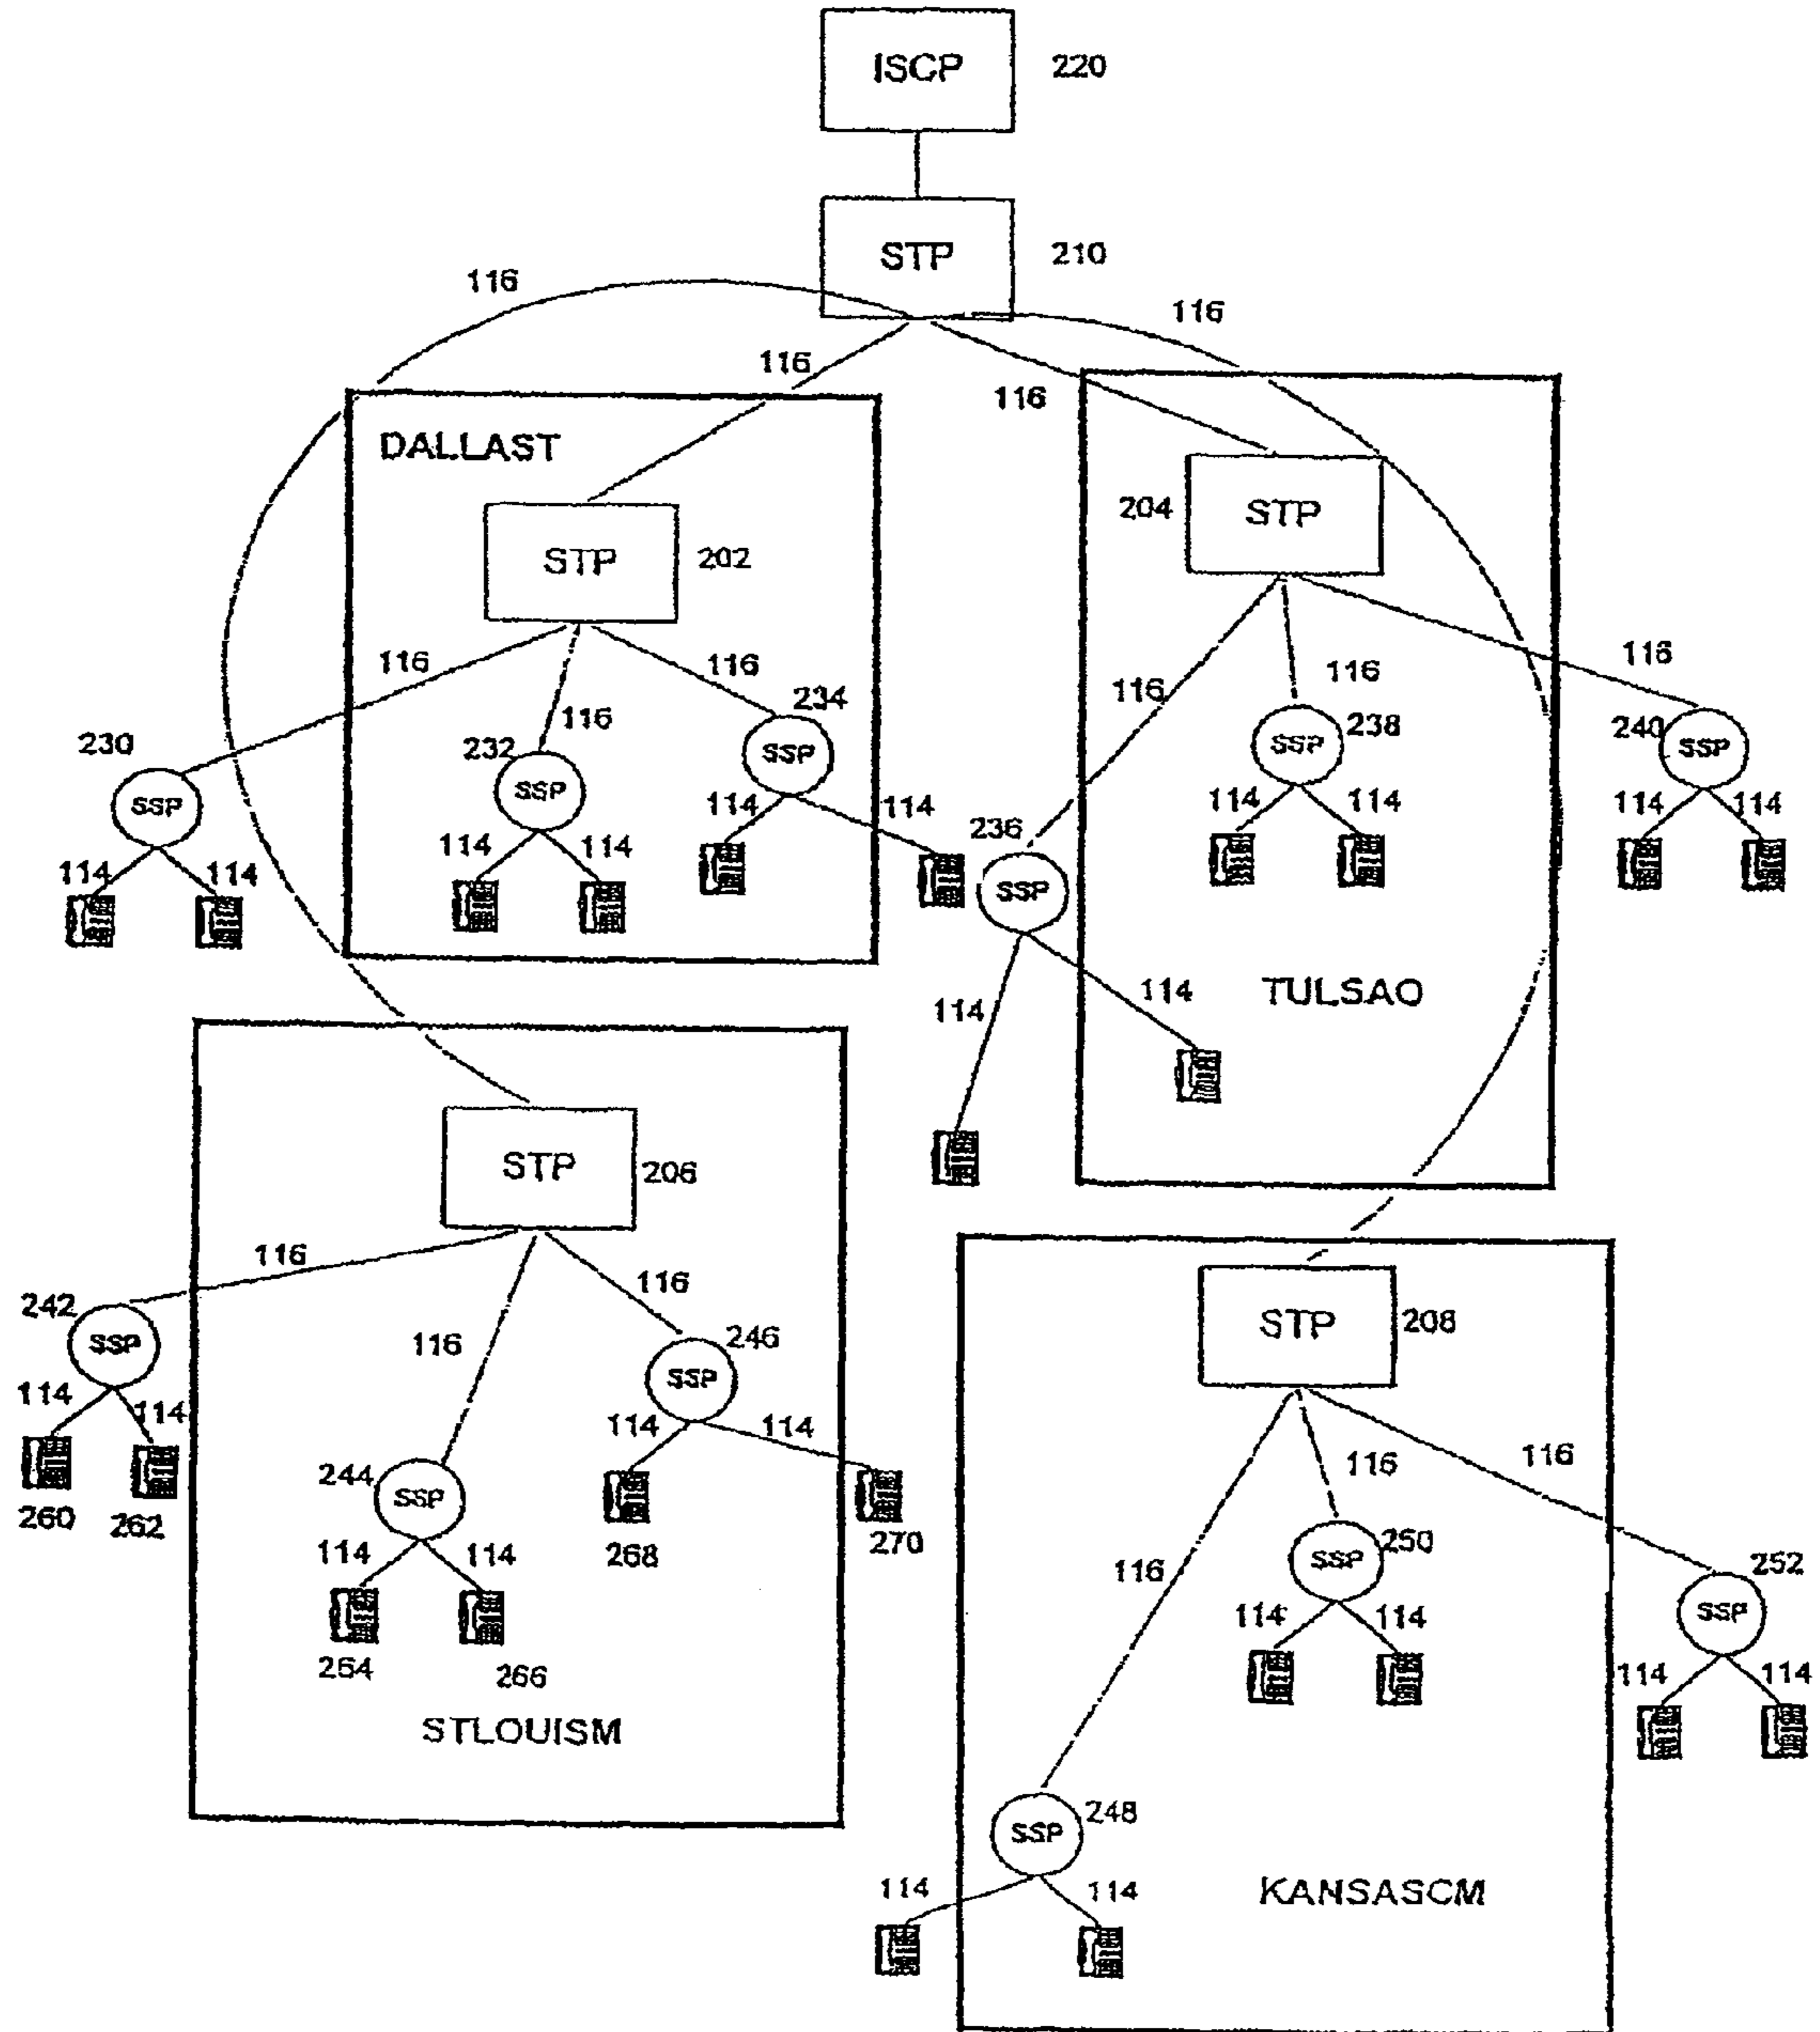 ISCP 220
STP 210
116
116
116
116
DALLAST
STP 202
204 STP
116
116
116
116
116
116
230 SSP
232 SSP
234 SSP
236 SSP
238 SSP
240 SSP
114
114
114
114
114
114
114
114
114
114
114
114
TULSAO
STP 206
STP 208
116
116
116
116
116
116
242 SSP
244 SSP
246 SSP
248 SSP
250 SSP
252 SSP
114
114
114
114
114
114
114
114
114
114
114
114
260
262
264
266
268
270
STLOUISM
KANSASCM